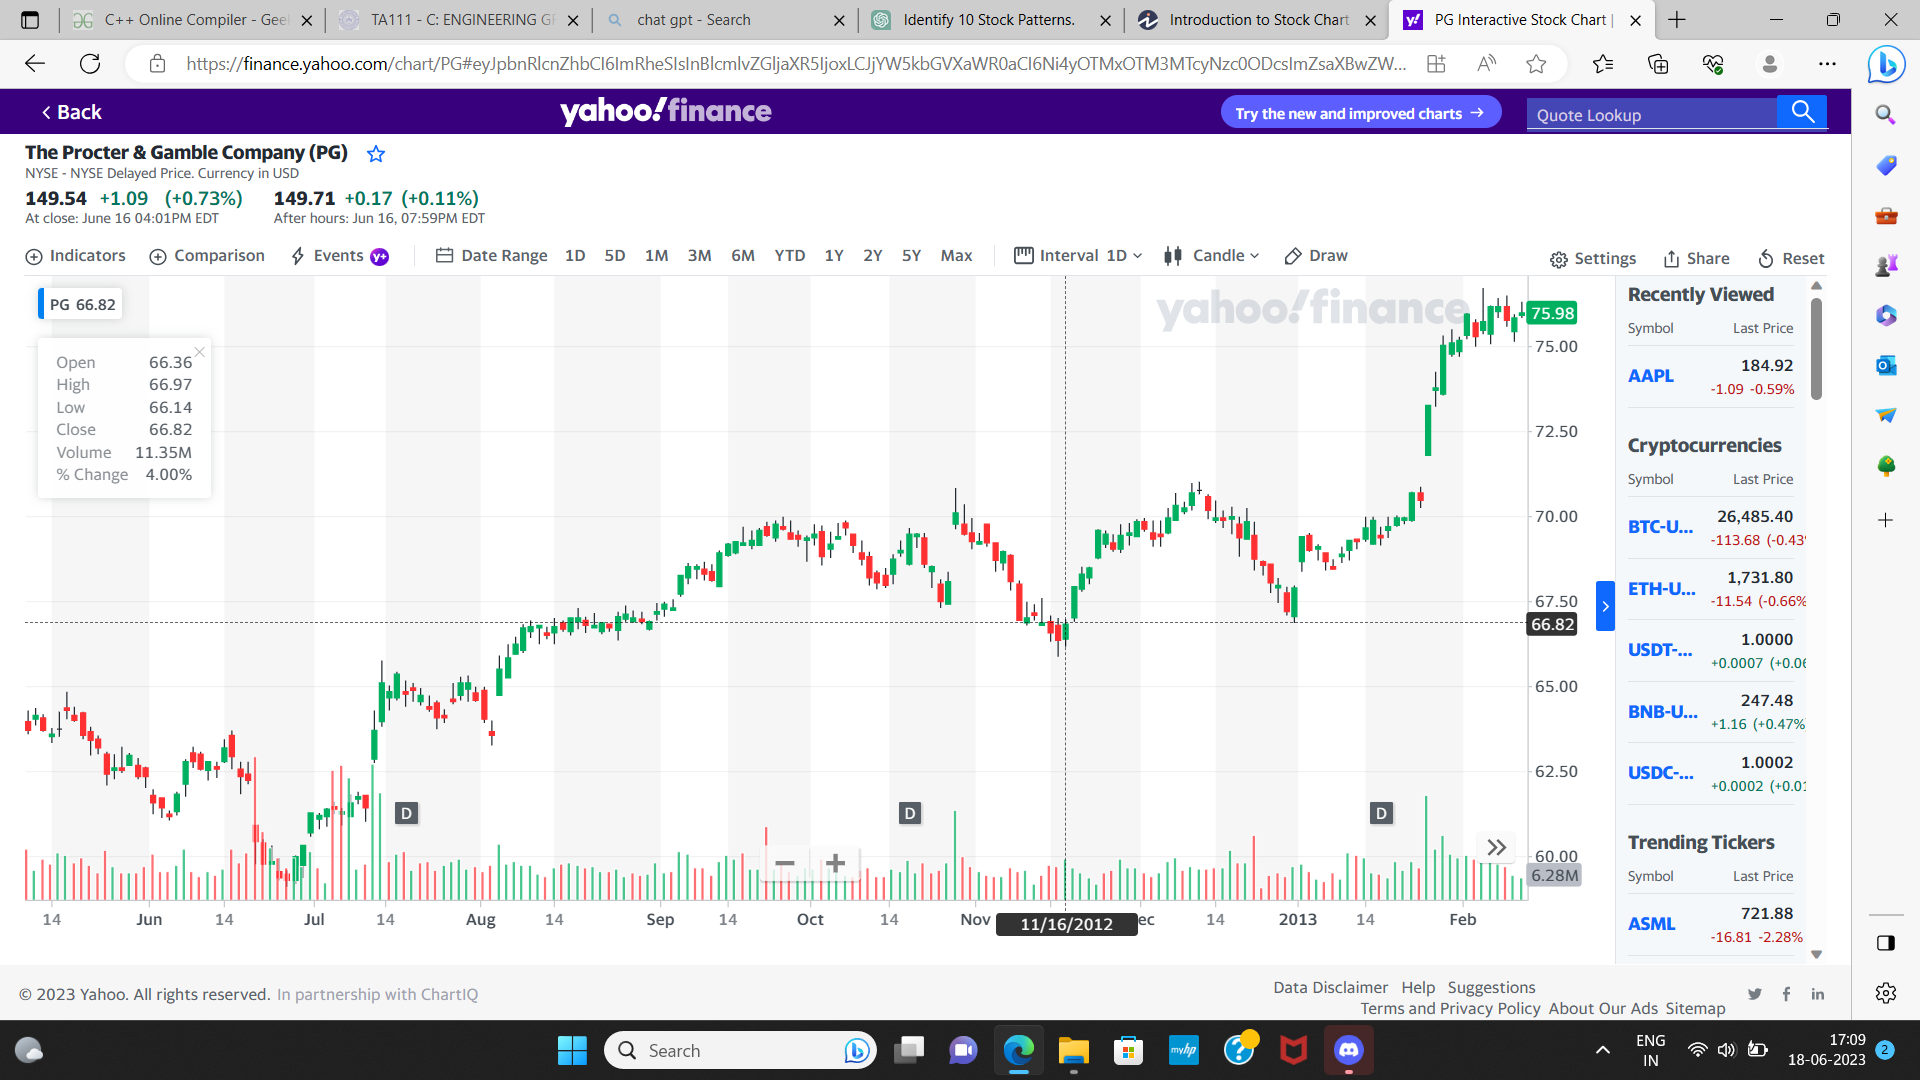 C++ Online Compiler - Gee
TA111 - C: ENGINEERING GR
chat gpt - Search
Identify 10 Stock Patterns.
Introduction to Stock Chart
PG Interactive Stock Chart |
Back
yahoo!finance
Try the new and improved charts →
Quote Lookup
The Procter & Gamble Company (PG)
NYSE - NYSE Delayed Price. Currency in USD
149.54 +1.09 (+0.73%) 149.71 +0.17 (+0.11%)
At close: June 16 04:01PM EDT After hours: Jun 16, 07:59PM EDT
Indicators Comparison Events Y+ Date Range 1D 5D 1M 3M 6M YTD 1Y 2Y 5Y Max Interval 1D Candle Draw Settings Share Reset
PG 66.82
yahoo!finance
Open 66.36
High 66.97
Low 66.14
Close 66.82
Volume 11.35M
% Change 4.00%
75.98
75.00
72.50
70.00
67.50
66.82
65.00
62.50
60.00
6.28M
D D D
14 Jun 14 Jul 14 Aug 14 Sep 14 Oct 14 Nov 11/16/2012 ec 14 2013 14 Feb
Recently Viewed
Symbol Last Price
AAPL 184.92
-1.09 -0.59%
Cryptocurrencies
Symbol Last Price
BTC-U... 26,485.40
-113.68 (-0.43
ETH-U... 1,731.80
-11.54 (-0.66%
USDT-... 1.0000
+0.0007 (+0.06
BNB-U... 247.48
+1.16 (+0.47%
USDC-... 1.0002
+0.0002 (+0.01
Trending Tickers
Symbol Last Price
ASML 721.88
-16.81 -2.28%
© 2023 Yahoo. All rights reserved. In partnership with ChartIQ
Data Disclaimer Help Suggestions
Terms and Privacy Policy About Our Ads Sitemap
Search
myhp
ENG
IN
17:09
18-06-2023
2